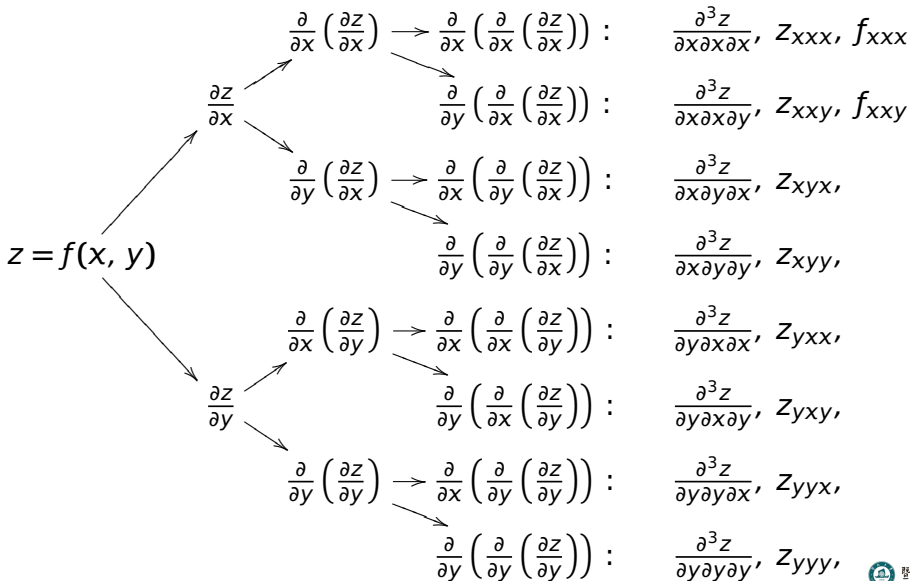 ∂/∂x (∂z/∂x) → ∂/∂x (∂/∂x (∂z/∂x)) : ∂³z/∂x∂x∂x, z_xxx, f_xxx
∂z/∂x
∂/∂y (∂/∂x (∂z/∂x)) : ∂³z/∂x∂x∂y, z_xxy, f_xxy
∂/∂y (∂z/∂x) → ∂/∂x (∂/∂y (∂z/∂x)) : ∂³z/∂x∂y∂x, z_xyx,
z = f(x, y)
∂/∂y (∂/∂y (∂z/∂x)) : ∂³z/∂x∂y∂y, z_xyy,
∂/∂x (∂z/∂y) → ∂/∂x (∂/∂x (∂z/∂y)) : ∂³z/∂y∂x∂x, z_yxx,
∂z/∂y
∂/∂y (∂/∂x (∂z/∂y)) : ∂³z/∂y∂x∂y, z_yxy,
∂/∂y (∂z/∂y) → ∂/∂x (∂/∂y (∂z/∂y)) : ∂³z/∂y∂y∂x, z_yyx,
∂/∂y (∂/∂y (∂z/∂y)) : ∂³z/∂y∂y∂y, z_yyy,